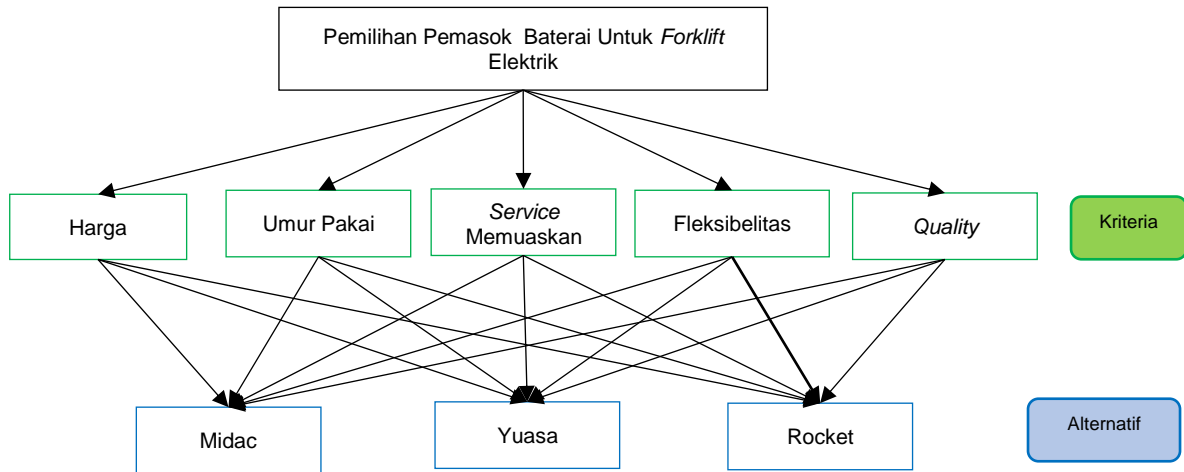 Pemilihan Pemasok Baterai Untuk Forklift
Elektrik
Harga
Umur Pakai
Service
Memuaskan
Fleksibelitas
Quality
Kriteria
Midac
Yuasa
Rocket
Alternatif